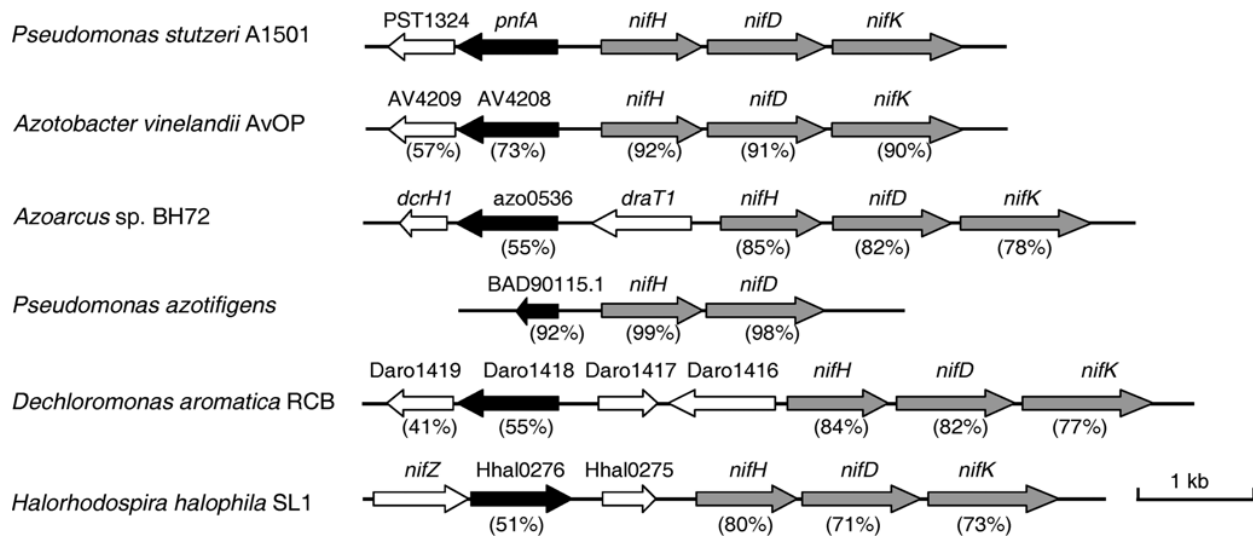 PST1324 pnfA nifH nifD nifK
Pseudomonas stutzeri A1501
AV4209 AV4208 nifH nifD nifK
Azotobacter vinelandii AvOP
(57%) (73%) (92%) (91%) (90%)
dcrH1 azo0536 draT1 nifH nifD nifK
Azoarcus sp. BH72
(55%) (85%) (82%) (78%)
BAD90115.1 nifH nifD
Pseudomonas azotifigens
(92%) (99%) (98%)
Daro1419 Daro1418 Daro1417 Daro1416 nifH nifD nifK
Dechloromonas aromatica RCB
(41%) (55%) (84%) (82%) (77%)
nifZ Hhal0276 Hhal0275 nifH nifD nifK
1 kb
Halorhodospira halophila SL1
(51%) (80%) (71%) (73%)